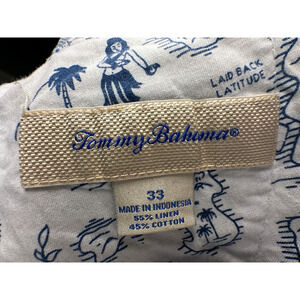 LAID BACK
LATITUDE
Tommy Bahama®
33
MADE IN INDONESIA
55% LINEN
45% COTTON